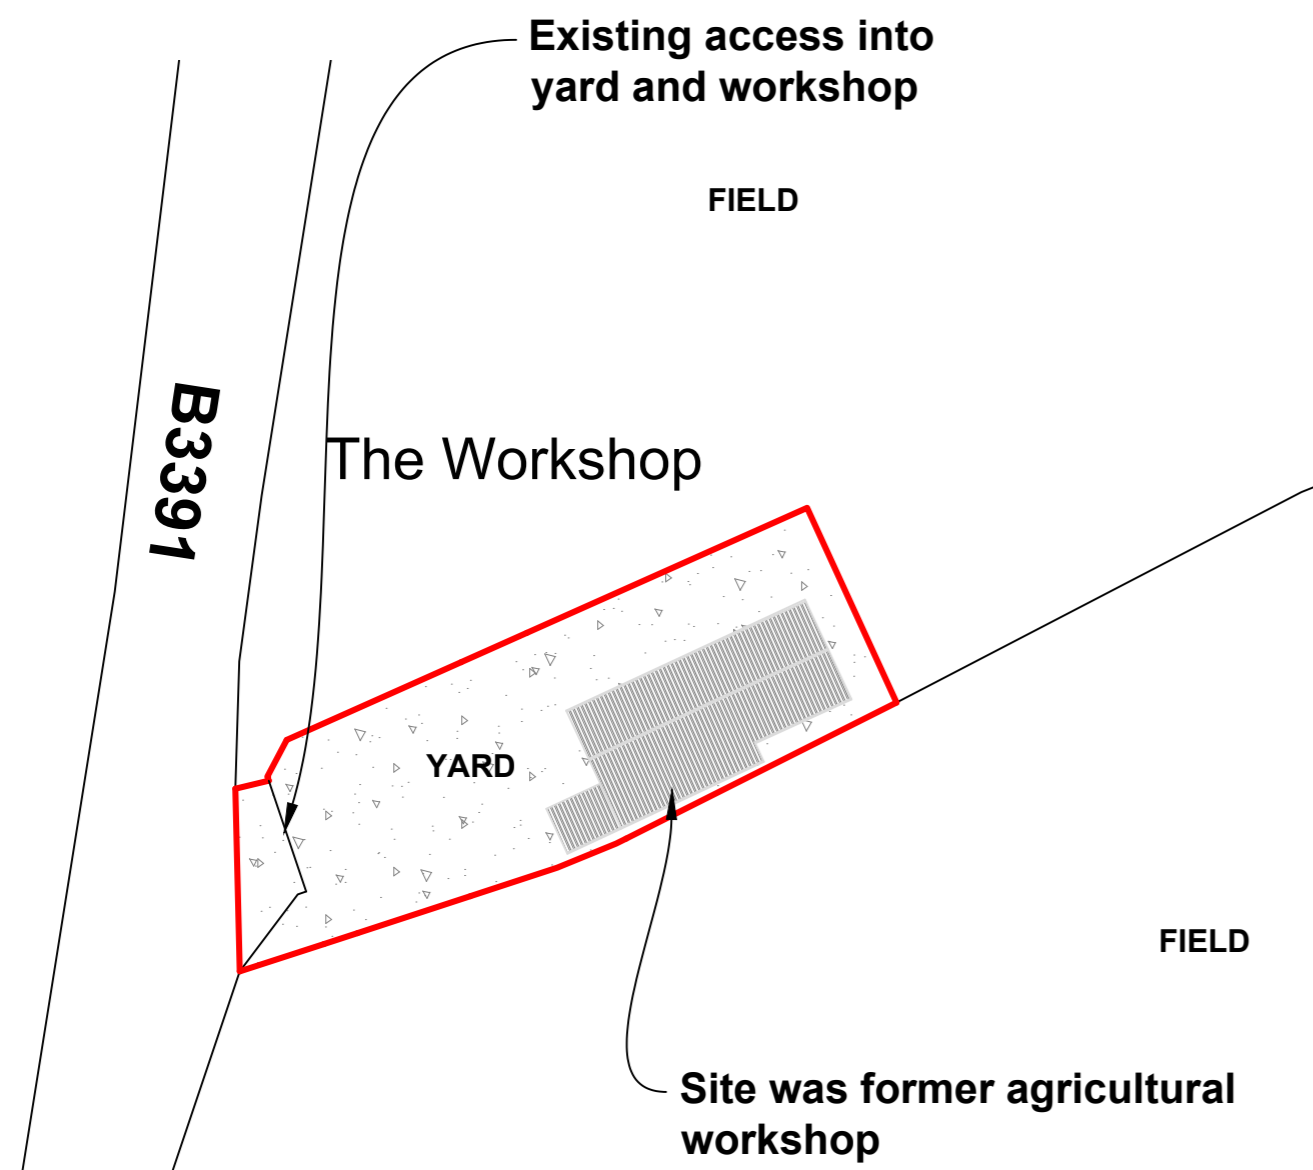 Existing access into
yard and workshop
FIELD
B3391
The Workshop
YARD
FIELD
Site was former agricultural
workshop